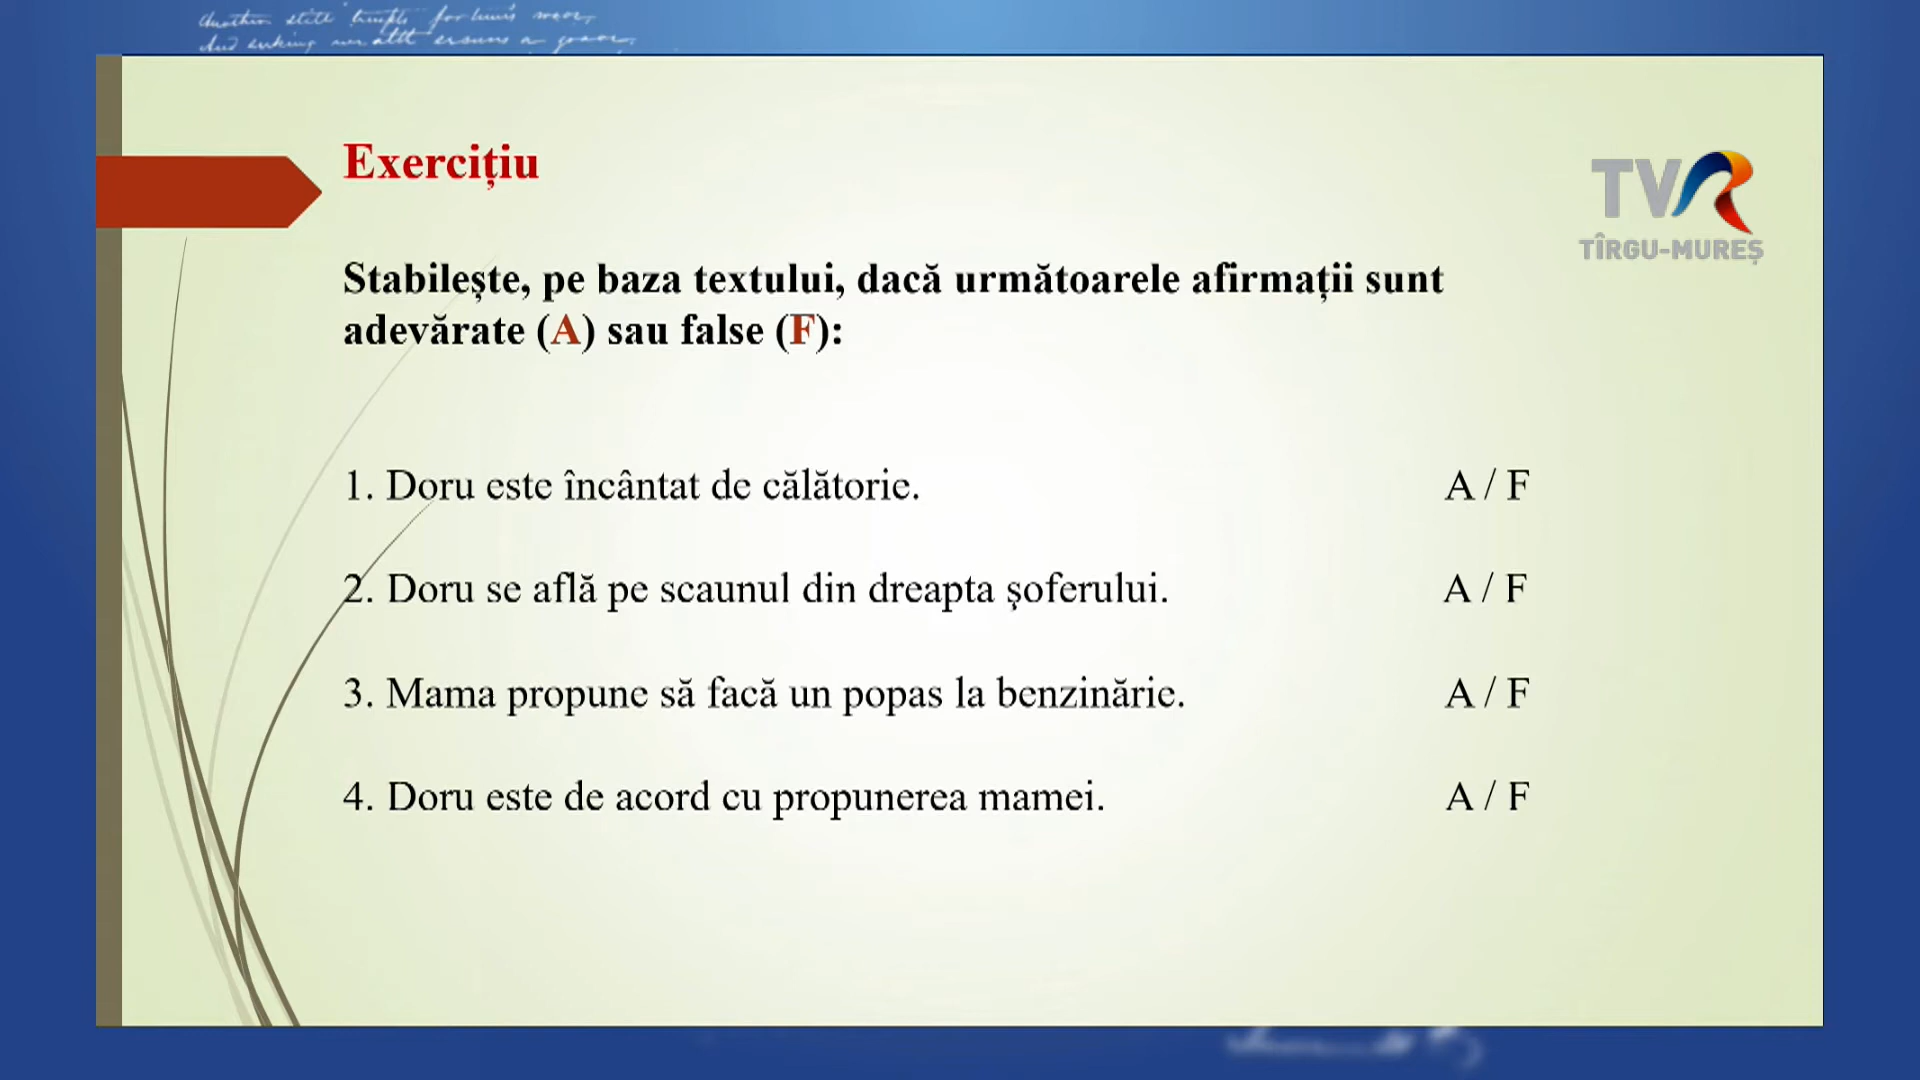 Exercițiu
TVR
TÎRGU-MUREȘ
Stabilește, pe baza textului, dacă următoarele afirmații sunt
adevărate (A) sau false (F):
1. Doru este încântat de călătorie. A / F
2. Doru se află pe scaunul din dreapta şoferului. A / F
3. Mama propune să facă un popas la benzinărie. A / F
4. Doru este de acord cu propunerea mamei. A / F